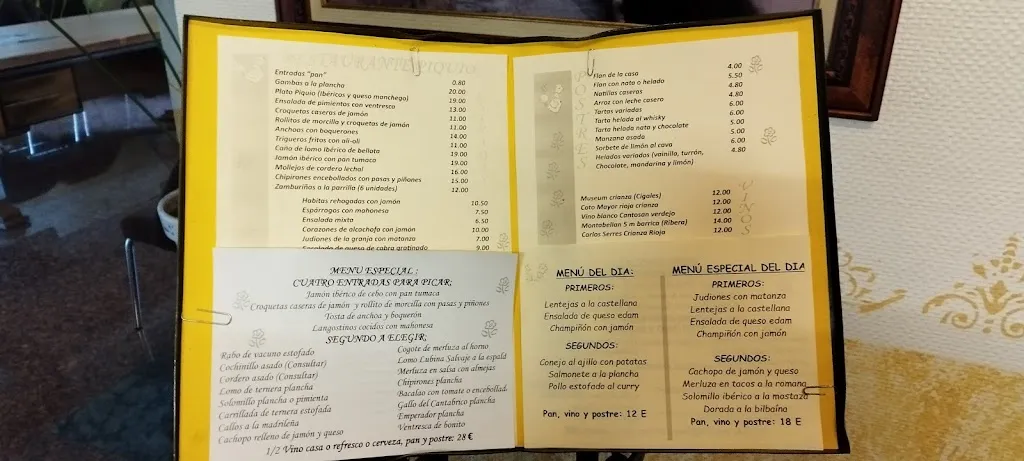 RESTAURANTE PIQUIO
Entradas "pan" 0.80
Gambas a la plancha 20.00
Plato Piquio (Ibéricos y queso manchego) 19.00
Ensalada de pimientos con ventresca 13.00
Croquetas caseras de jamón 11.00
Rollitos de morcilla y croquetas de jamón 11.00
Anchoas con boquerones 14.00
Trigueros fritos con ali-oli 11.00
Caña de lomo Ibérico de bellota 19.00
Jamón ibérico con pan tumaca 19.00
Mollejas de cordero lechal 16.00
Chipirones encebollados con pasas y piñones 15.00
Zamburiñas a la parrilla (6 unidades) 12.00
Habitas rehogadas con jamón 10.50
Espárragos con mahonesa 7.50
Ensalada mixta 6.50
Corazones de alcachofa con jamón 10.00
Judiones de la granja con matanza 7.00
Ensalada de queso de cabra gratinado 9.00
MENU ESPECIAL :
CUATRO ENTRADAS PARA PICAR:
Jamón ibérico de cebo con pan tumaca
Croquetas caseras de jamón y rollito de morcilla con pasas y piñones
Tosta de anchoa y boquerón
Langostinos cocidos con mahonesa
SEGUNDO A ELEGIR:
Rabo de vacuno estofado
Cochinillo asado (Consultar)
Cordero asado (Consultar)
Lomo de ternera plancha
Solomillo plancha o pimienta
Carrillada de ternera estofada
Callos a la madrileña
Cachopo relleno de jamón y queso
Cogote de merluza al horno
Lomo Lubina Salvaje a la espald
Merluza en salsa con almejas
Chipirones plancha
Bacalao con tomate o encebollado
Gallo del Cantabrico plancha
Emperador plancha
Ventresca de bonito
1/2 Vino casa o refresco o cerveza, pan y postre: 28 €
POSTRES
Flan de la casa 4.00
Flan con nata o helado 5.50
Natillas caseras 4.80
Arroz con leche casero 4.80
Tartas variadas 6.00
Tarta helada al whisky 6.00
Tarta helada nata y chocolate 5.00
Manzana asada 5.00
Sorbete de limón al cava 6.00
Helados variados (vainilla, turrón, 4.80
Chocolate, mandarina y limón)
VINOS
Museum crianza (Cigales) 12.00
Coto Mayor rioja crianza 12.00
Vino blanco Cantosan verdejo 12.00
Montebellan 5 m barrica (Ribera) 14.00
Carlos Serres Crianza Rioja 12.00
MENÚ DEL DIA:
PRIMEROS:
Lentejas a la castellana
Ensalada de queso edam
Champiñón con jamón
SEGUNDOS:
Conejo al ajillo con patatas
Salmonete a la plancha
Pollo estofado al curry
Pan, vino y postre: 12 E
MENÚ ESPECIAL DEL DIA
PRIMEROS:
Judiones con matanza
Lentejas a la castellana
Ensalada de queso edam
Champiñón con jamón
SEGUNDOS:
Cachopo de jamón y queso
Merluza en tacos a la romana
Solomillo ibérico a la mostaza
Dorada a la bilbaína
Pan, vino y postre: 18 E